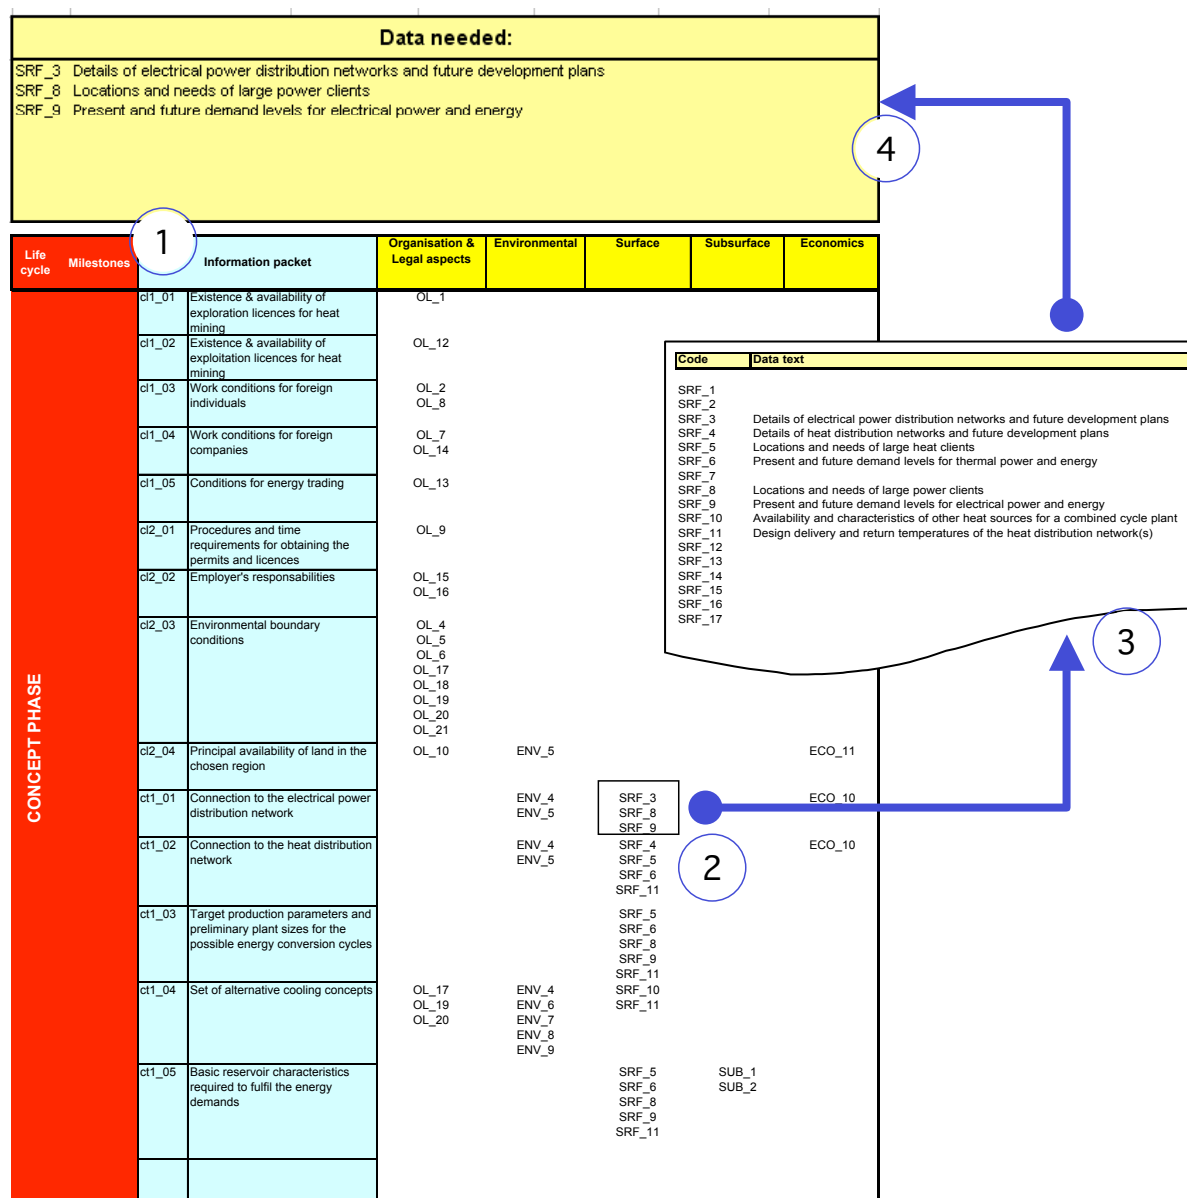 Data needed:
SRF_3 Details of electrical power distribution networks and future development plans
SRF_8 Locations and needs of large power clients
SRF_9 Present and future demand levels for electrical power and energy
4
1
Life cycle
Milestones
Information packet
Organisation & Legal aspects
Environmental
Surface
Subsurface
Economics
CONCEPT PHASE
cl1_01 Existence & availability of
exploration licences for heat
mining
OL_1
cl1_02 Existence & availability of
exploitation licences for heat
mining
OL_12
cl1_03 Work conditions for foreign
individuals
OL_2
OL_8
cl1_04 Work conditions for foreign
companies
OL_7
OL_14
cl1_05 Conditions for energy trading
OL_13
cl2_01 Procedures and time
requirements for obtaining the
permits and licences
OL_9
cl2_02 Employer's responsabilities
OL_15
OL_16
cl2_03 Environmental boundary
conditions
OL_4
OL_5
OL_6
OL_17
OL_18
OL_19
OL_20
OL_21
cl2_04 Principal availability of land in the
chosen region
OL_10
ENV_5
ECO_11
ct1_01 Connection to the electrical power
distribution network
ENV_4
ENV_5
SRF_3
SRF_8
SRF_9
ECO_10
ct1_02 Connection to the heat distribution
network
ENV_4
ENV_5
SRF_4
SRF_5
SRF_6
SRF_11
ECO_10
2
ct1_03 Target production parameters and
preliminary plant sizes for the
possible energy conversion cycles
SRF_5
SRF_6
SRF_8
SRF_9
SRF_11
ct1_04 Set of alternative cooling concepts
OL_17
OL_19
OL_20
ENV_4
ENV_6
ENV_7
ENV_8
ENV_9
SRF_10
SRF_11
ct1_05 Basic reservoir characteristics
required to fulfil the energy
demands
SRF_5
SRF_6
SRF_8
SRF_9
SRF_11
SUB_1
SUB_2
Code Data text
SRF_1
SRF_2
SRF_3 Details of electrical power distribution networks and future development plans
SRF_4 Details of heat distribution networks and future development plans
SRF_5 Locations and needs of large heat clients
SRF_6 Present and future demand levels for thermal power and energy
SRF_7
SRF_8 Locations and needs of large power clients
SRF_9 Present and future demand levels for electrical power and energy
SRF_10 Availability and characteristics of other heat sources for a combined cycle plant
SRF_11 Design delivery and return temperatures of the heat distribution network(s)
SRF_12
SRF_13
SRF_14
SRF_15
SRF_16
SRF_17
3